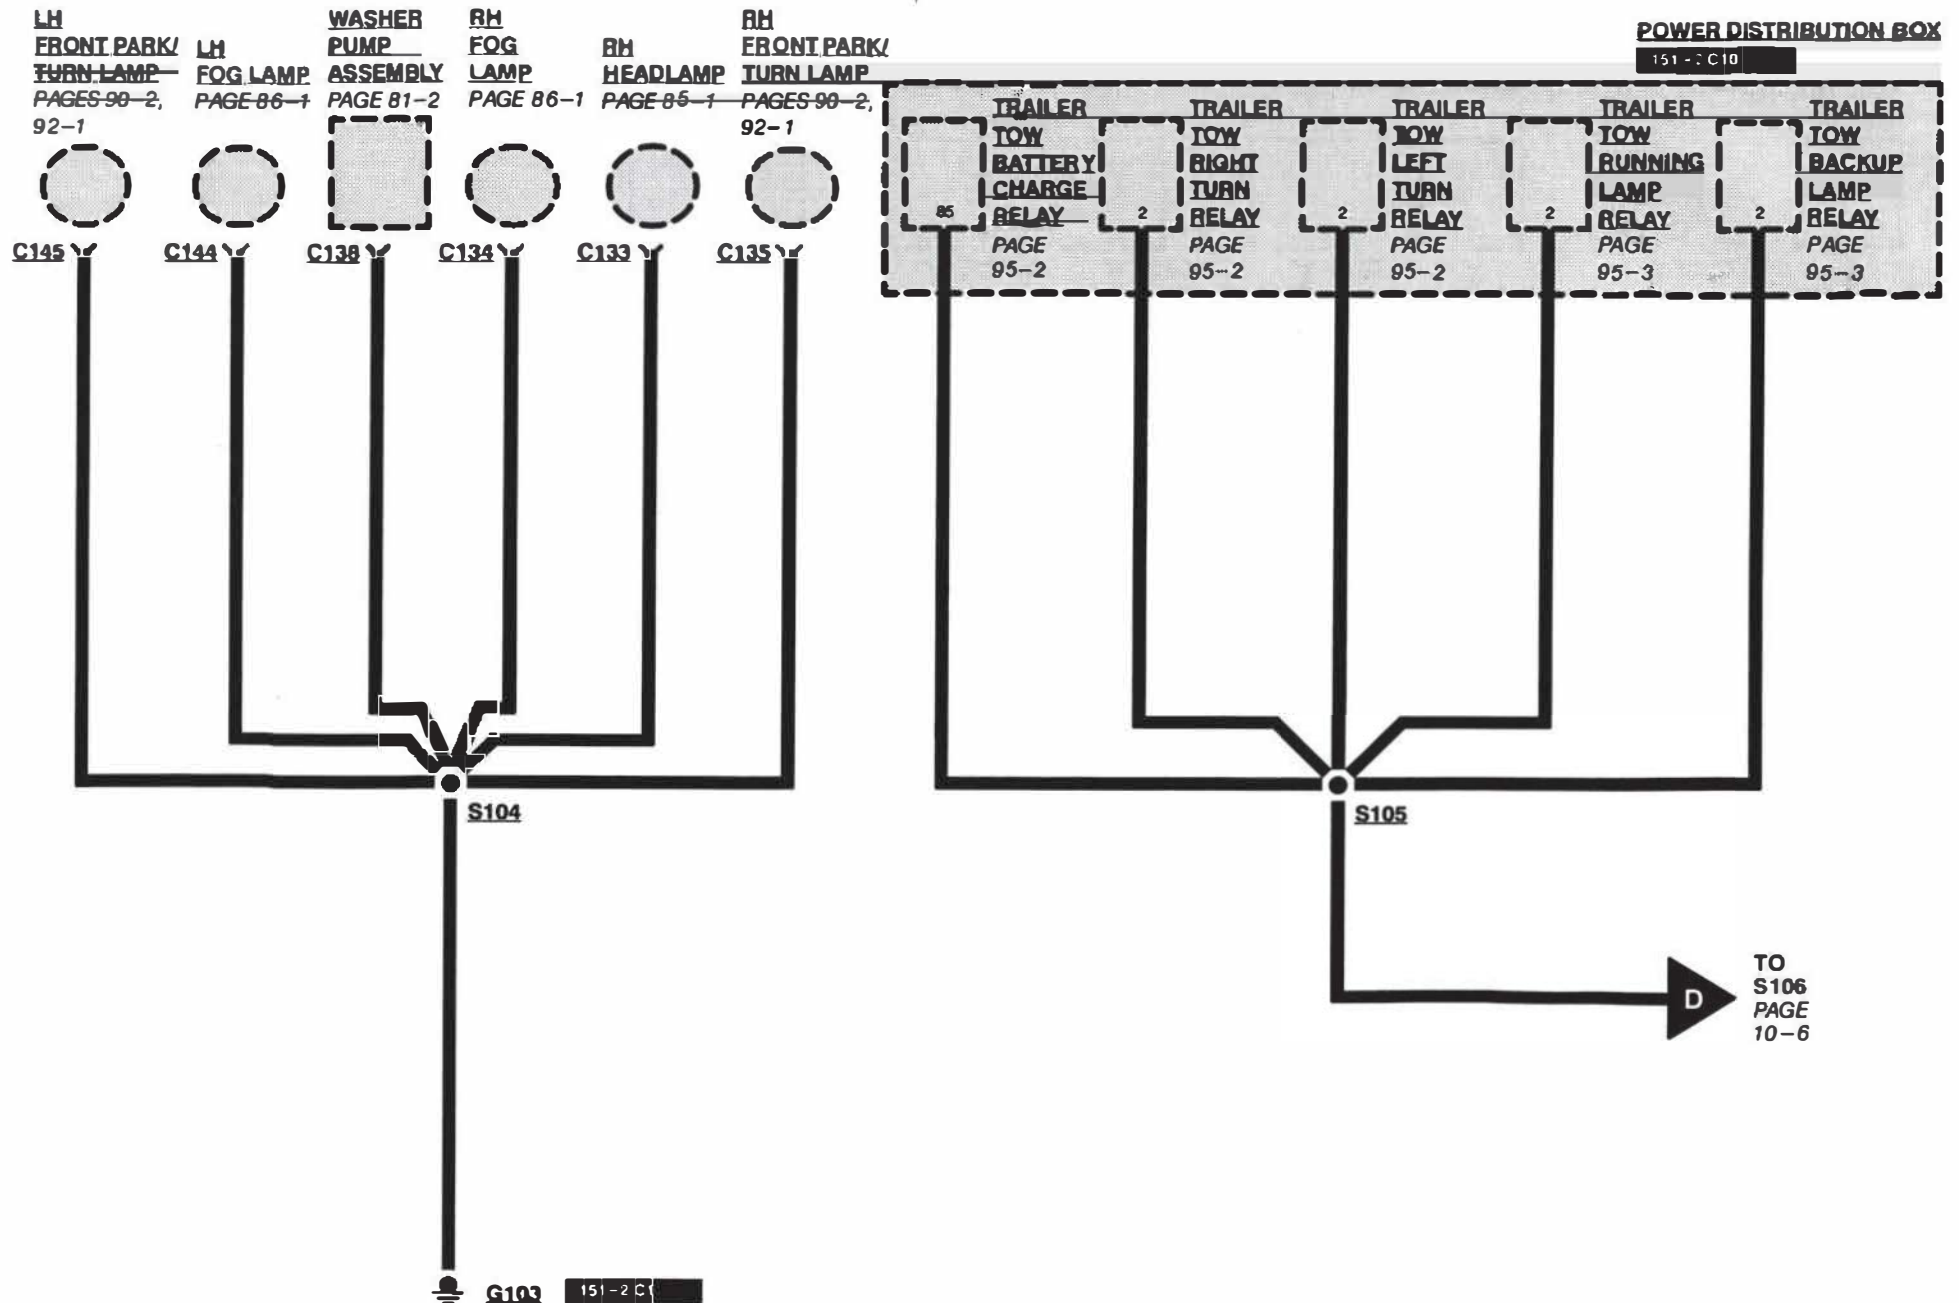 LH
FRONT PARK/
TURN LAMP
PAGES 90-2,
92-1
LH
FOG LAMP
PAGE 86-1
WASHER
PUMP
ASSEMBLY
PAGE 81-2
RH
FOG
LAMP
PAGE 86-1
RH
HEADLAMP
PAGE 85-1
RH
FRONT PARK/
TURN LAMP
PAGES 90-2,
92-1
POWER DISTRIBUTION BOX
C10
TRAILER
TOW
BATTERY
CHARGE
RELAY
PAGE
95-2
TRAILER
TOW
RIGHT
TURN
RELAY
PAGE
95-2
TRAILER
TOW
LEFT
TURN
RELAY
PAGE
95-2
TRAILER
TOW
RUNNING
LAMP
RELAY
PAGE
95-3
TRAILER
TOW
BACKUP
LAMP
RELAY
PAGE
95-3
85
2
2
2
2
C145
C144
C138
C134
C133
C135
S104
S105
D
TO
S106
PAGE
10-6
G103
151-2